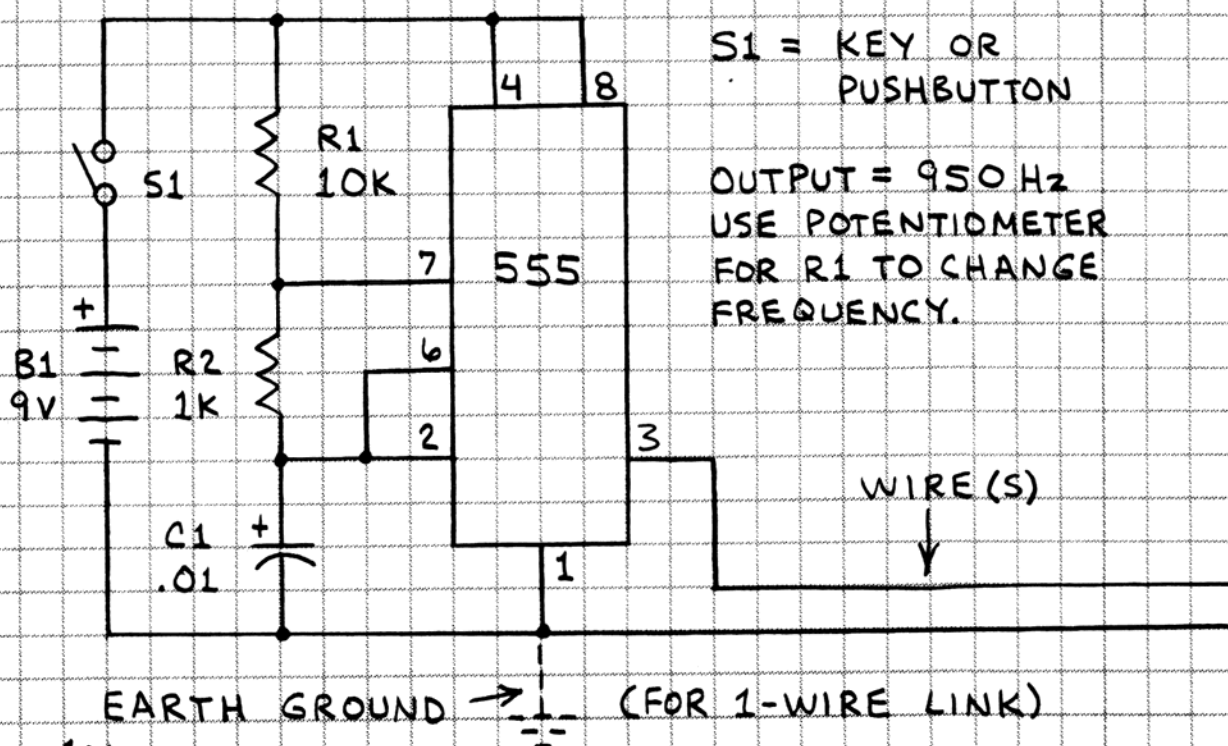 S1 = KEY OR
PUSHBUTTON
4
8
R1
10K
S1
OUTPUT = 950 Hz
USE POTENTIOMETER
FOR R1 TO CHANGE
FREQUENCY.
7
555
+
B1
9V
R2
1K
6
2
3
WIRE(S)
C1
.01
+
1
EARTH GROUND
(FOR 1-WIRE LINK)